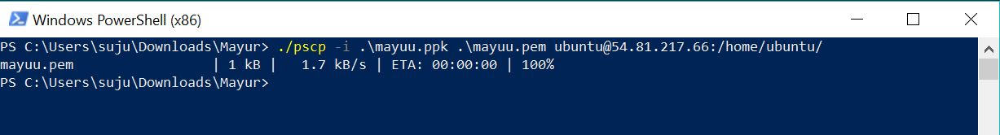 Windows PowerShell (x86)
PS C:\Users\suju\Downloads\Mayur> ./pscp -i .\mayuu.ppk .\mayuu.pem ubuntu@54.81.217.66:/home/ubuntu/
mayuu.pem                 | 1 kB |   1.7 kB/s | ETA: 00:00:00 | 100%
PS C:\Users\suju\Downloads\Mayur>